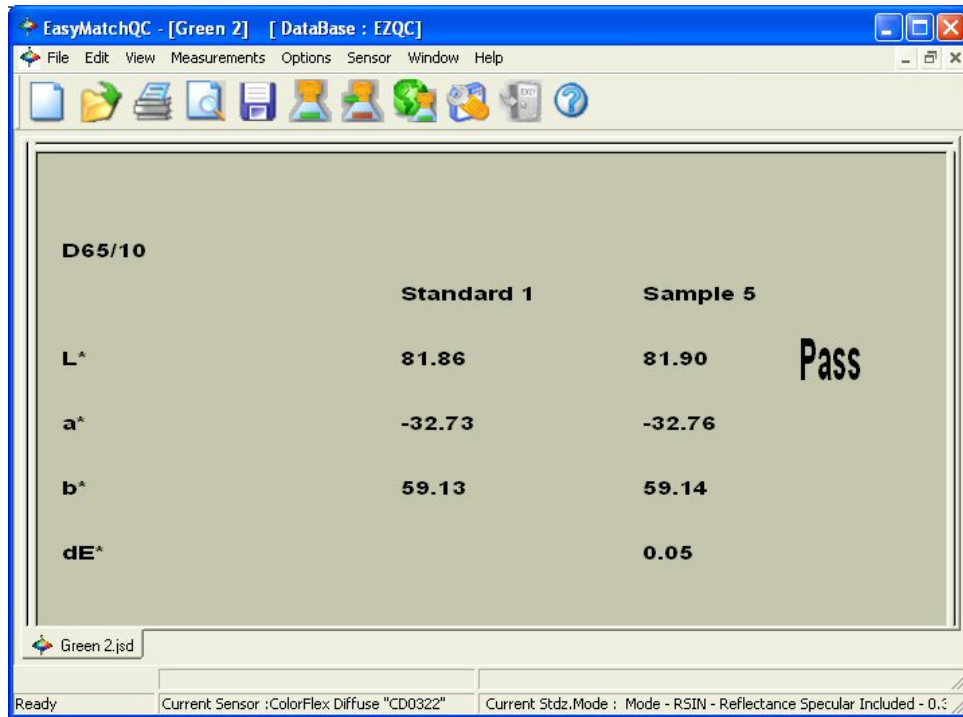 EasyMatchQC - [Green 2] [ DataBase : EZQC]
File Edit View Measurements Options Sensor Window Help
D65/10
Standard 1 Sample 5
L* 81.86 81.90 Pass
a* -32.73 -32.76
b* 59.13 59.14
dE* 0.05
Green 2.jsd
Ready Current Sensor :ColorFlex Diffuse "CD0322" Current Stdz.Mode : Mode - RSIN - Reflectance Specular Included - 0.3